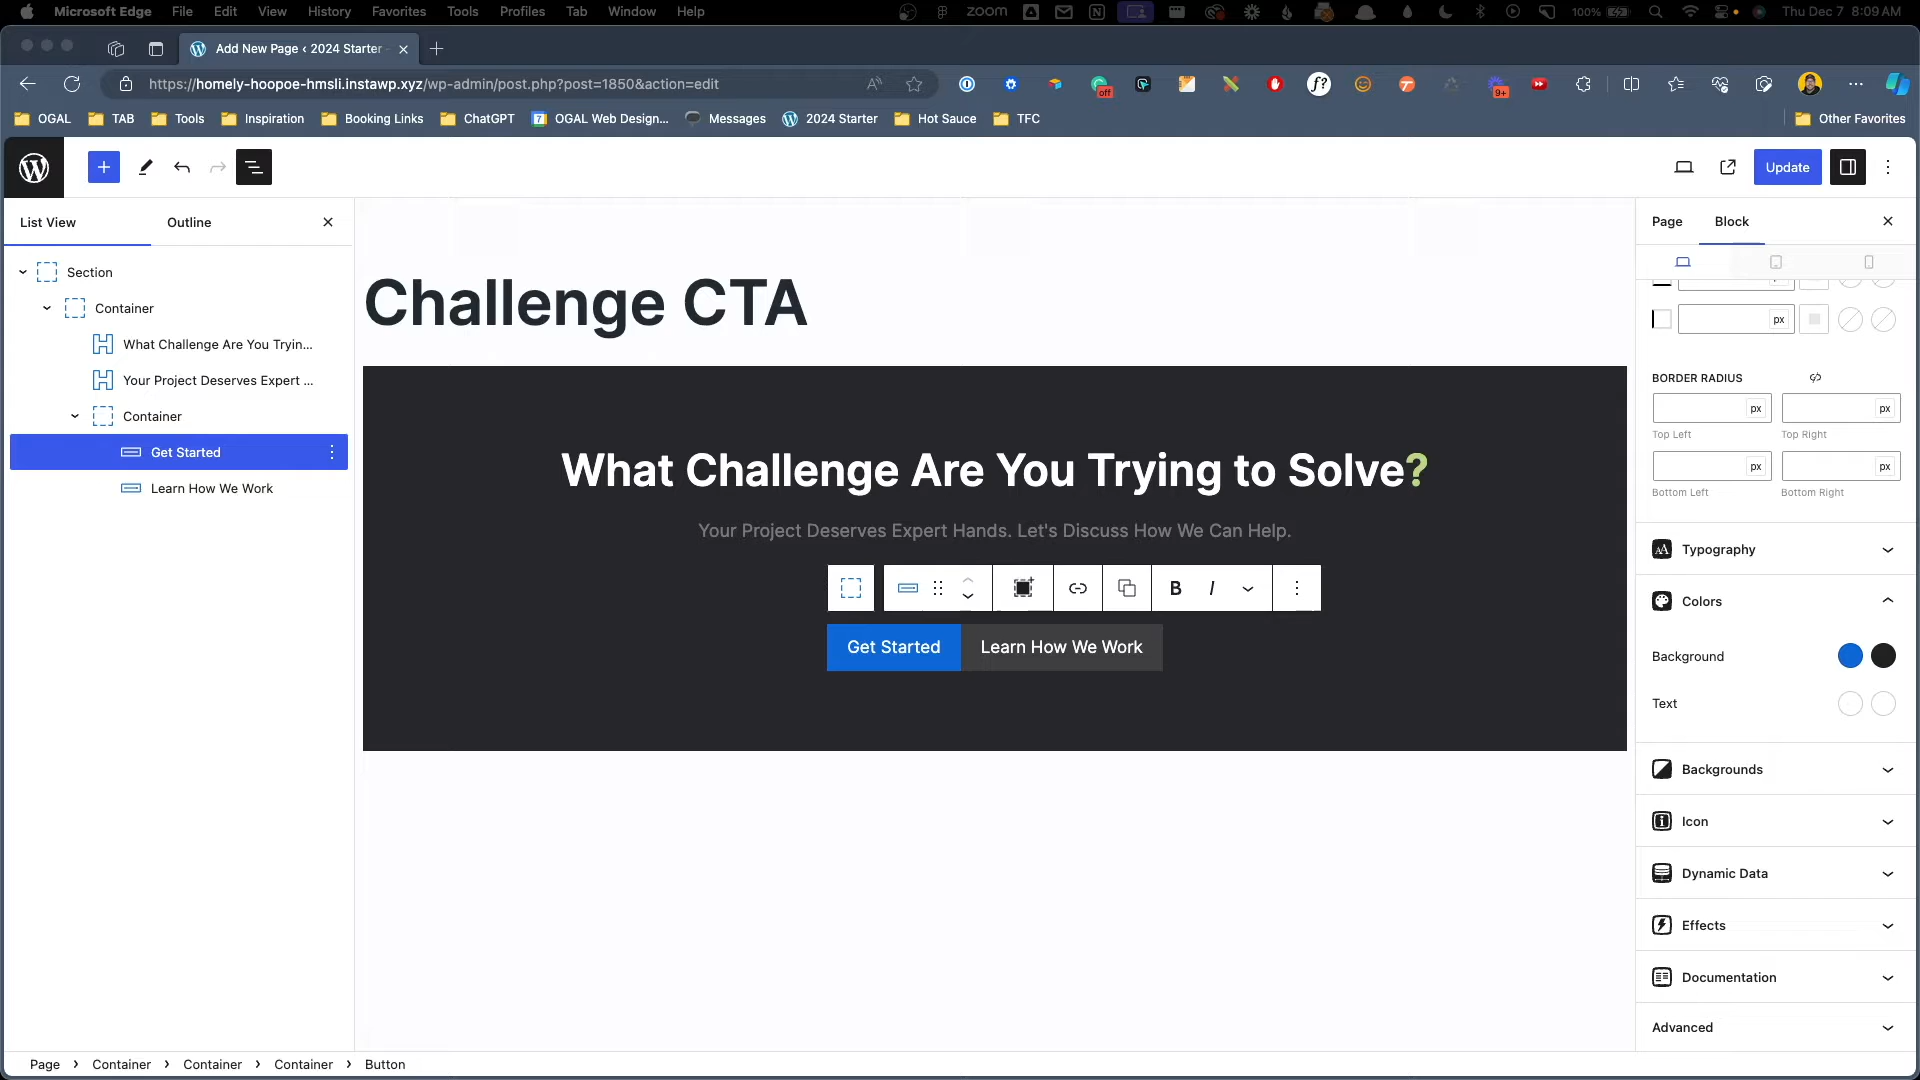 Microsoft Edge File Edit View History Favorites Tools Profiles Tab Window Help zoom 100% Thu Dec 7 8:09 AM
Add New Page ‹ 2024 Starter
https://homely-hoopoe-hmsli.instawp.xyz/wp-admin/post.php?post=1850&action=edit
off
f?
9+
OGAL TAB Tools Inspiration Booking Links ChatGPT 7 OGAL Web Design... Messages 2024 Starter Hot Sauce TFC Other Favorites
Update
List View Outline
Page Block
Section
Container
What Challenge Are You Tryin...
Your Project Deserves Expert ...
Container
Get Started
Learn How We Work
Challenge CTA
What Challenge Are You Trying to Solve?
Your Project Deserves Expert Hands. Let's Discuss How We Can Help.
B I
Get Started Learn How We Work
px
BORDER RADIUS
px px
Top Left Top Right
px px
Bottom Left Bottom Right
Typography
Colors
Background
Text
Backgrounds
Icon
Dynamic Data
Effects
Documentation
Advanced
Page › Container › Container › Container › Button